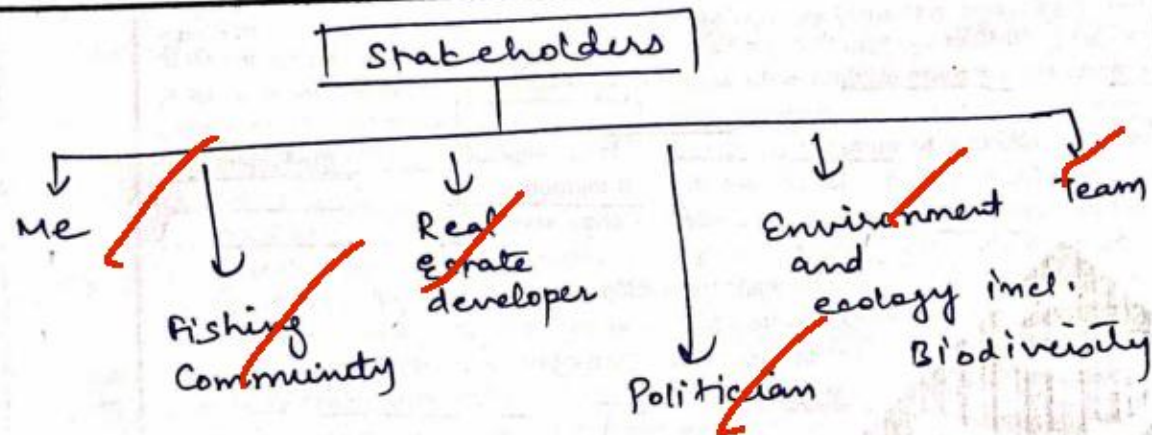 Stakeholders
Me
Fishing
Community
Real
Estate
developer
Politician
Environment
and
ecology incl.
Biodiversity
Team